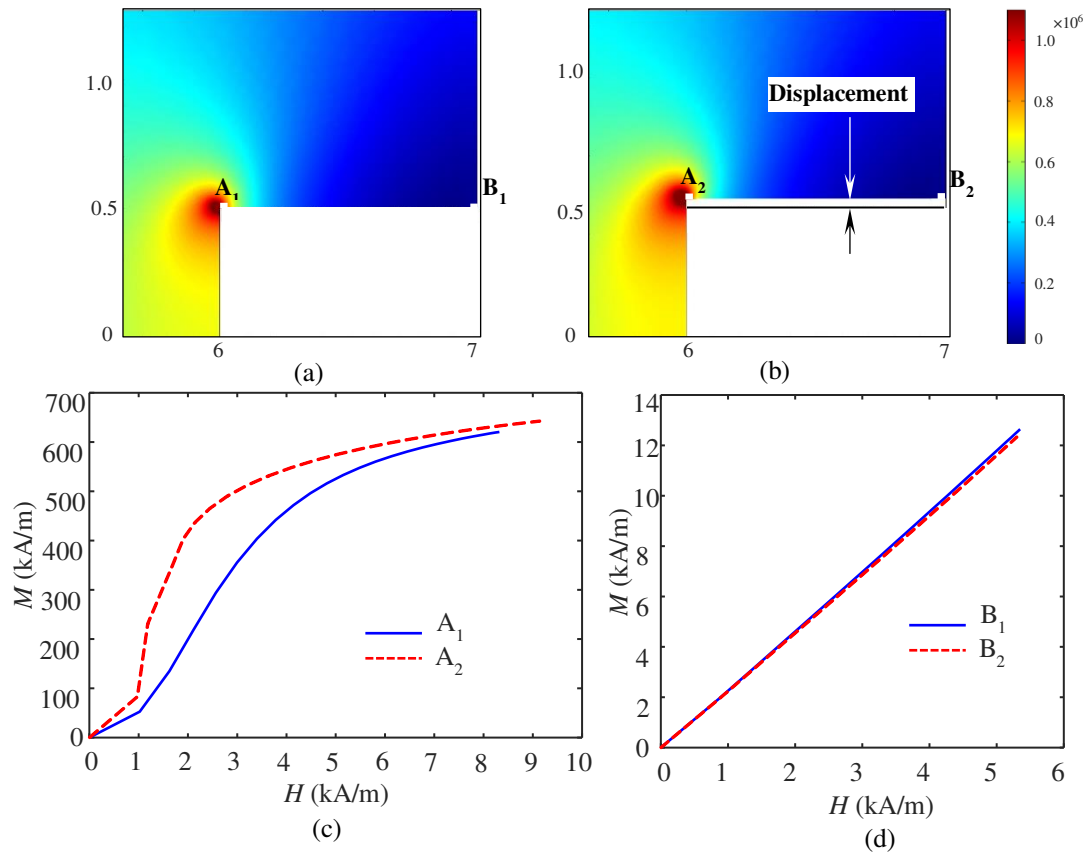 ×10⁶
1.0
0.5
0
A₁
B₁
6
7
(a)
1.0
0.5
0
Displacement
A₂
B₂
6
7
(b)
1.0
0.8
0.6
0.4
0.2
0
700
600
500
400
300
200
100
0
M (kA/m)
A₁
A₂
0 1 2 3 4 5 6 7 8 9 10
H (kA/m)
(c)
14
12
10
8
6
4
2
0
M (kA/m)
B₁
B₂
0 1 2 3 4 5 6
H (kA/m)
(d)